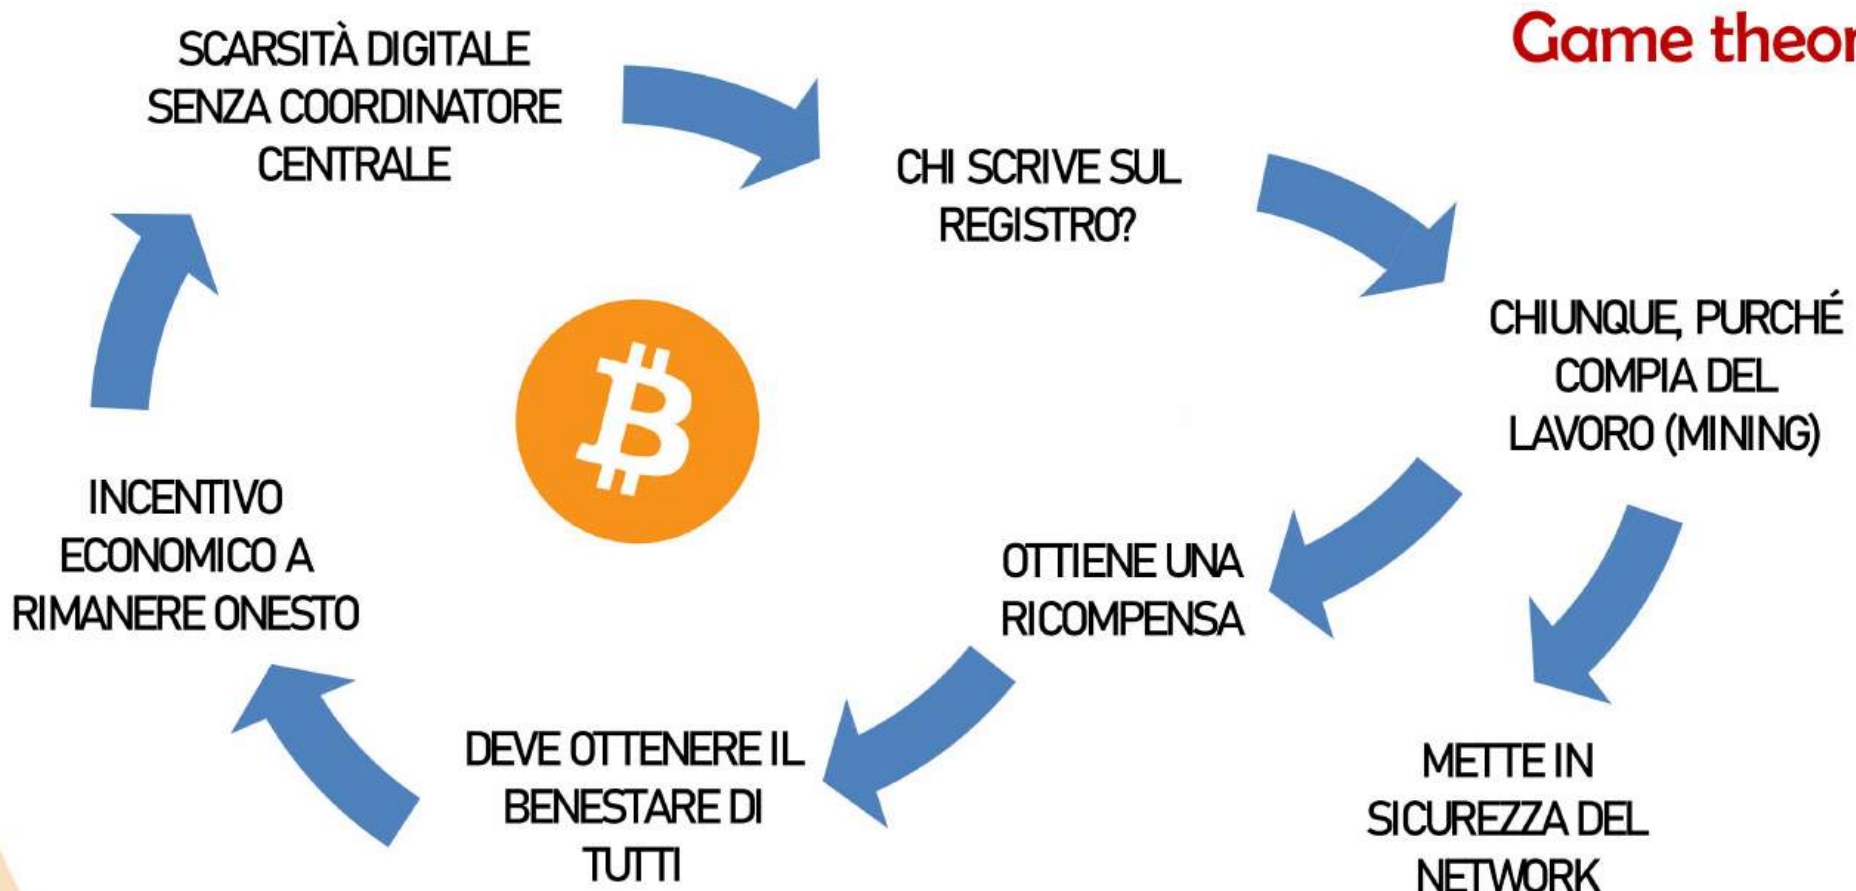 Game theor
SCARSITÀ DIGITALE
SENZA COORDINATORE
CENTRALE
CHI SCRIVE SUL
REGISTRO?
CHIUNQUE, PURCHÉ
COMPIA DEL
LAVORO (MINING)
OTTIENE UNA
RICOMPENSA
METTE IN
SICUREZZA DEL
NETWORK
DEVE OTTENERE IL
BENESTARE DI
TUTTI
INCENTIVO
ECONOMICO A
RIMANERE ONESTO